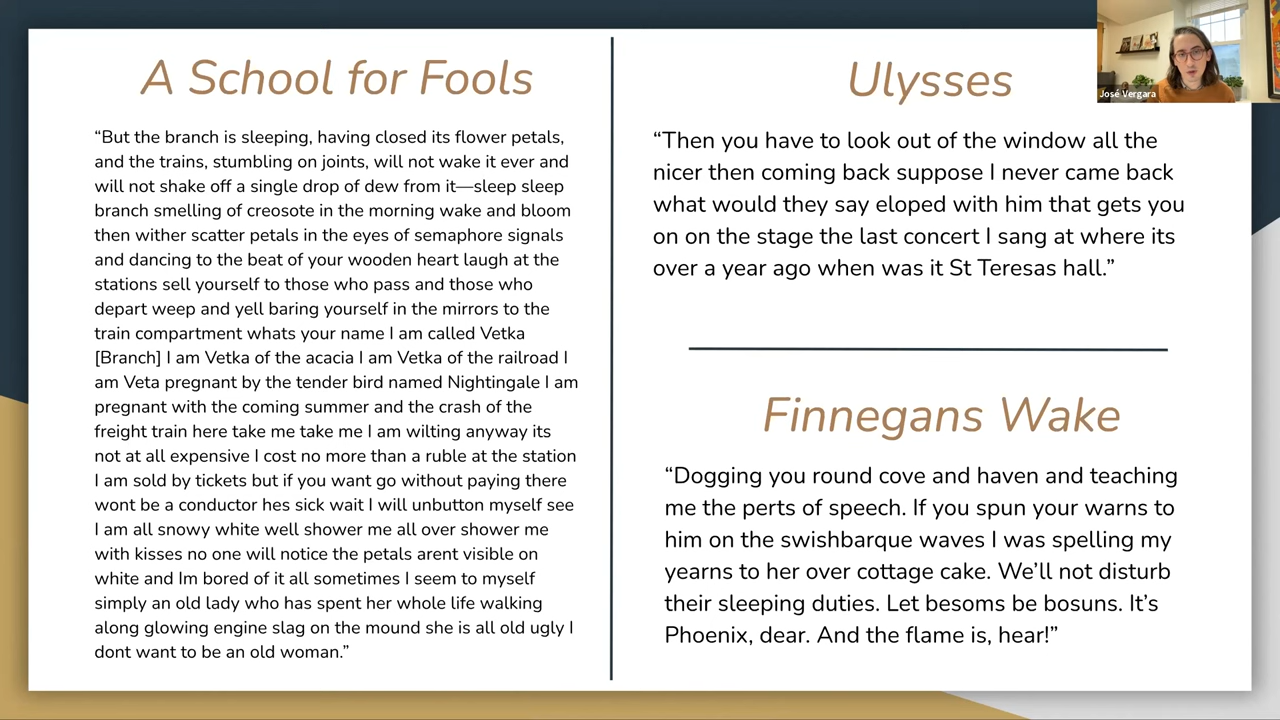 A School for Fools
“But the branch is sleeping, having closed its flower petals,
and the trains, stumbling on joints, will not wake it ever and
will not shake off a single drop of dew from it—sleep sleep
branch smelling of creosote in the morning wake and bloom
then wither scatter petals in the eyes of semaphore signals
and dancing to the beat of your wooden heart laugh at the
stations sell yourself to those who pass and those who
depart weep and yell baring yourself in the mirrors to the
train compartment whats your name I am called Vetka
[Branch] I am Vetka of the acacia I am Vetka of the railroad I
am Veta pregnant by the tender bird named Nightingale I am
pregnant with the coming summer and the crash of the
freight train here take me take me I am wilting anyway its
not at all expensive I cost no more than a ruble at the station
I am sold by tickets but if you want go without paying there
wont be a conductor hes sick wait I will unbutton myself see
I am all snowy white well shower me all over shower me
with kisses no one will notice the petals arent visible on
white and Im bored of it all sometimes I seem to myself
simply an old lady who has spent her whole life walking
along glowing engine slag on the mound she is all old ugly I
dont want to be an old woman.”
Ulysses
“Then you have to look out of the window all the
nicer then coming back suppose I never came back
what would they say eloped with him that gets you
on on the stage the last concert I sang at where its
over a year ago when was it St Teresas hall.”
Finnegans Wake
“Dogging you round cove and haven and teaching
me the perts of speech. If you spun your warns to
him on the swishbarque waves I was spelling my
yearns to her over cottage cake. We’ll not disturb
their sleeping duties. Let besoms be bosuns. It’s
Phoenix, dear. And the flame is, hear!”
José Vergara